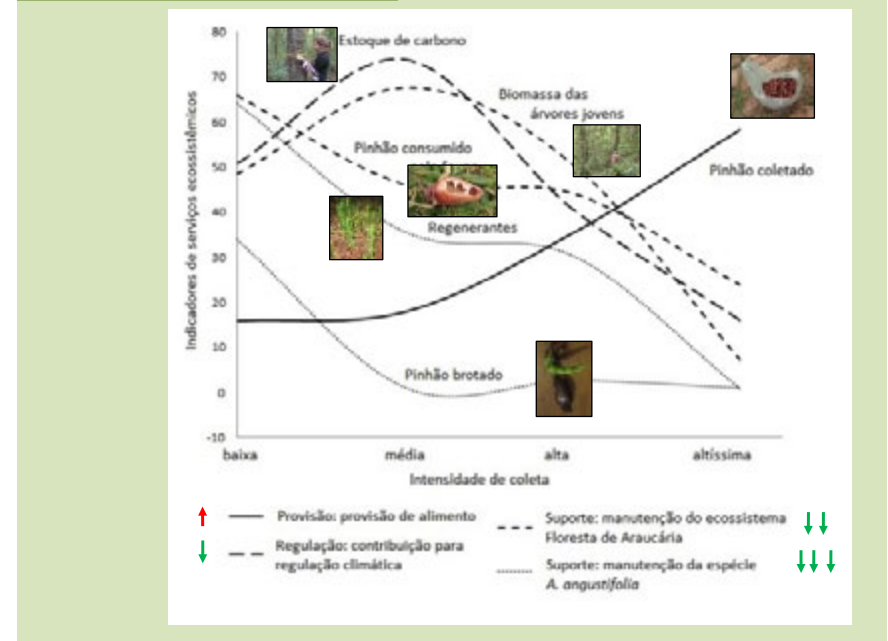 80
Estoque de carbono
70
Biomassa das
árvores jovens
60
Pinhão consumido
50
Pinhão coletado
40
Regenerantes
30
20
10
Pinhão brotado
0
-10
Indicadores de serviços ecossistêmicos
baixa média alta altíssima
Intensidade de coleta
Provisão: provisão de alimento
Regulação: contribuição para
regulação climática
Suporte: manutenção do ecossistema
Floresta de Araucária
Suporte: manutenção da espécie
A. angustifolia